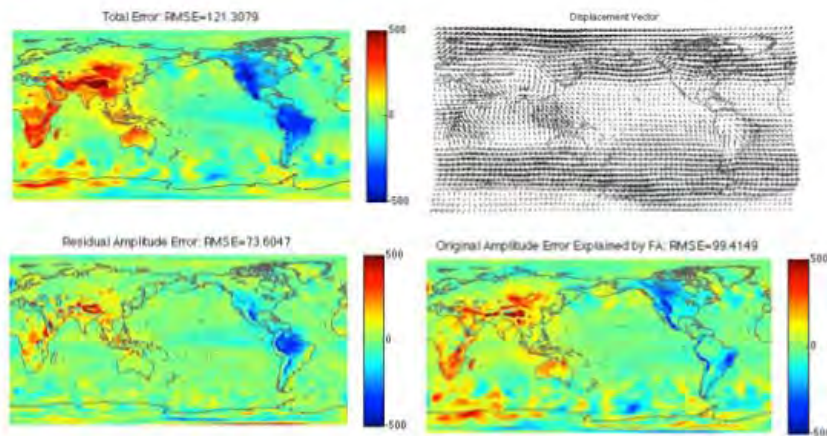 Total Error: RMSE=121.3079
Displacement Vector
500
0
-500
Residual Amplitude Error: RMSE=73.6047
Original Amplitude Error Explained by FA: RMSE=99.4149
500
0
-500
500
0
-500